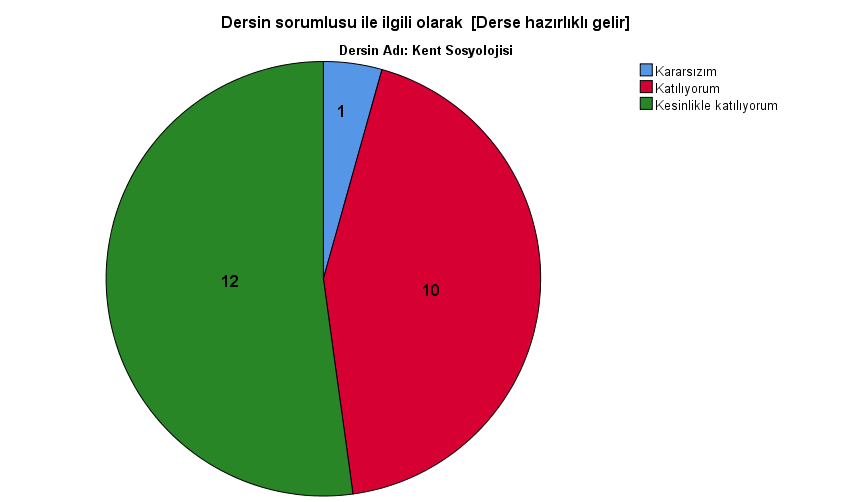 Dersin sorumlusu ile ilgili olarak  [Derse hazırlıklı gelir]
Dersin Adı: Kent Sosyolojisi
Kararsızım
Katılıyorum
Kesinlikle katılıyorum
1
12
10